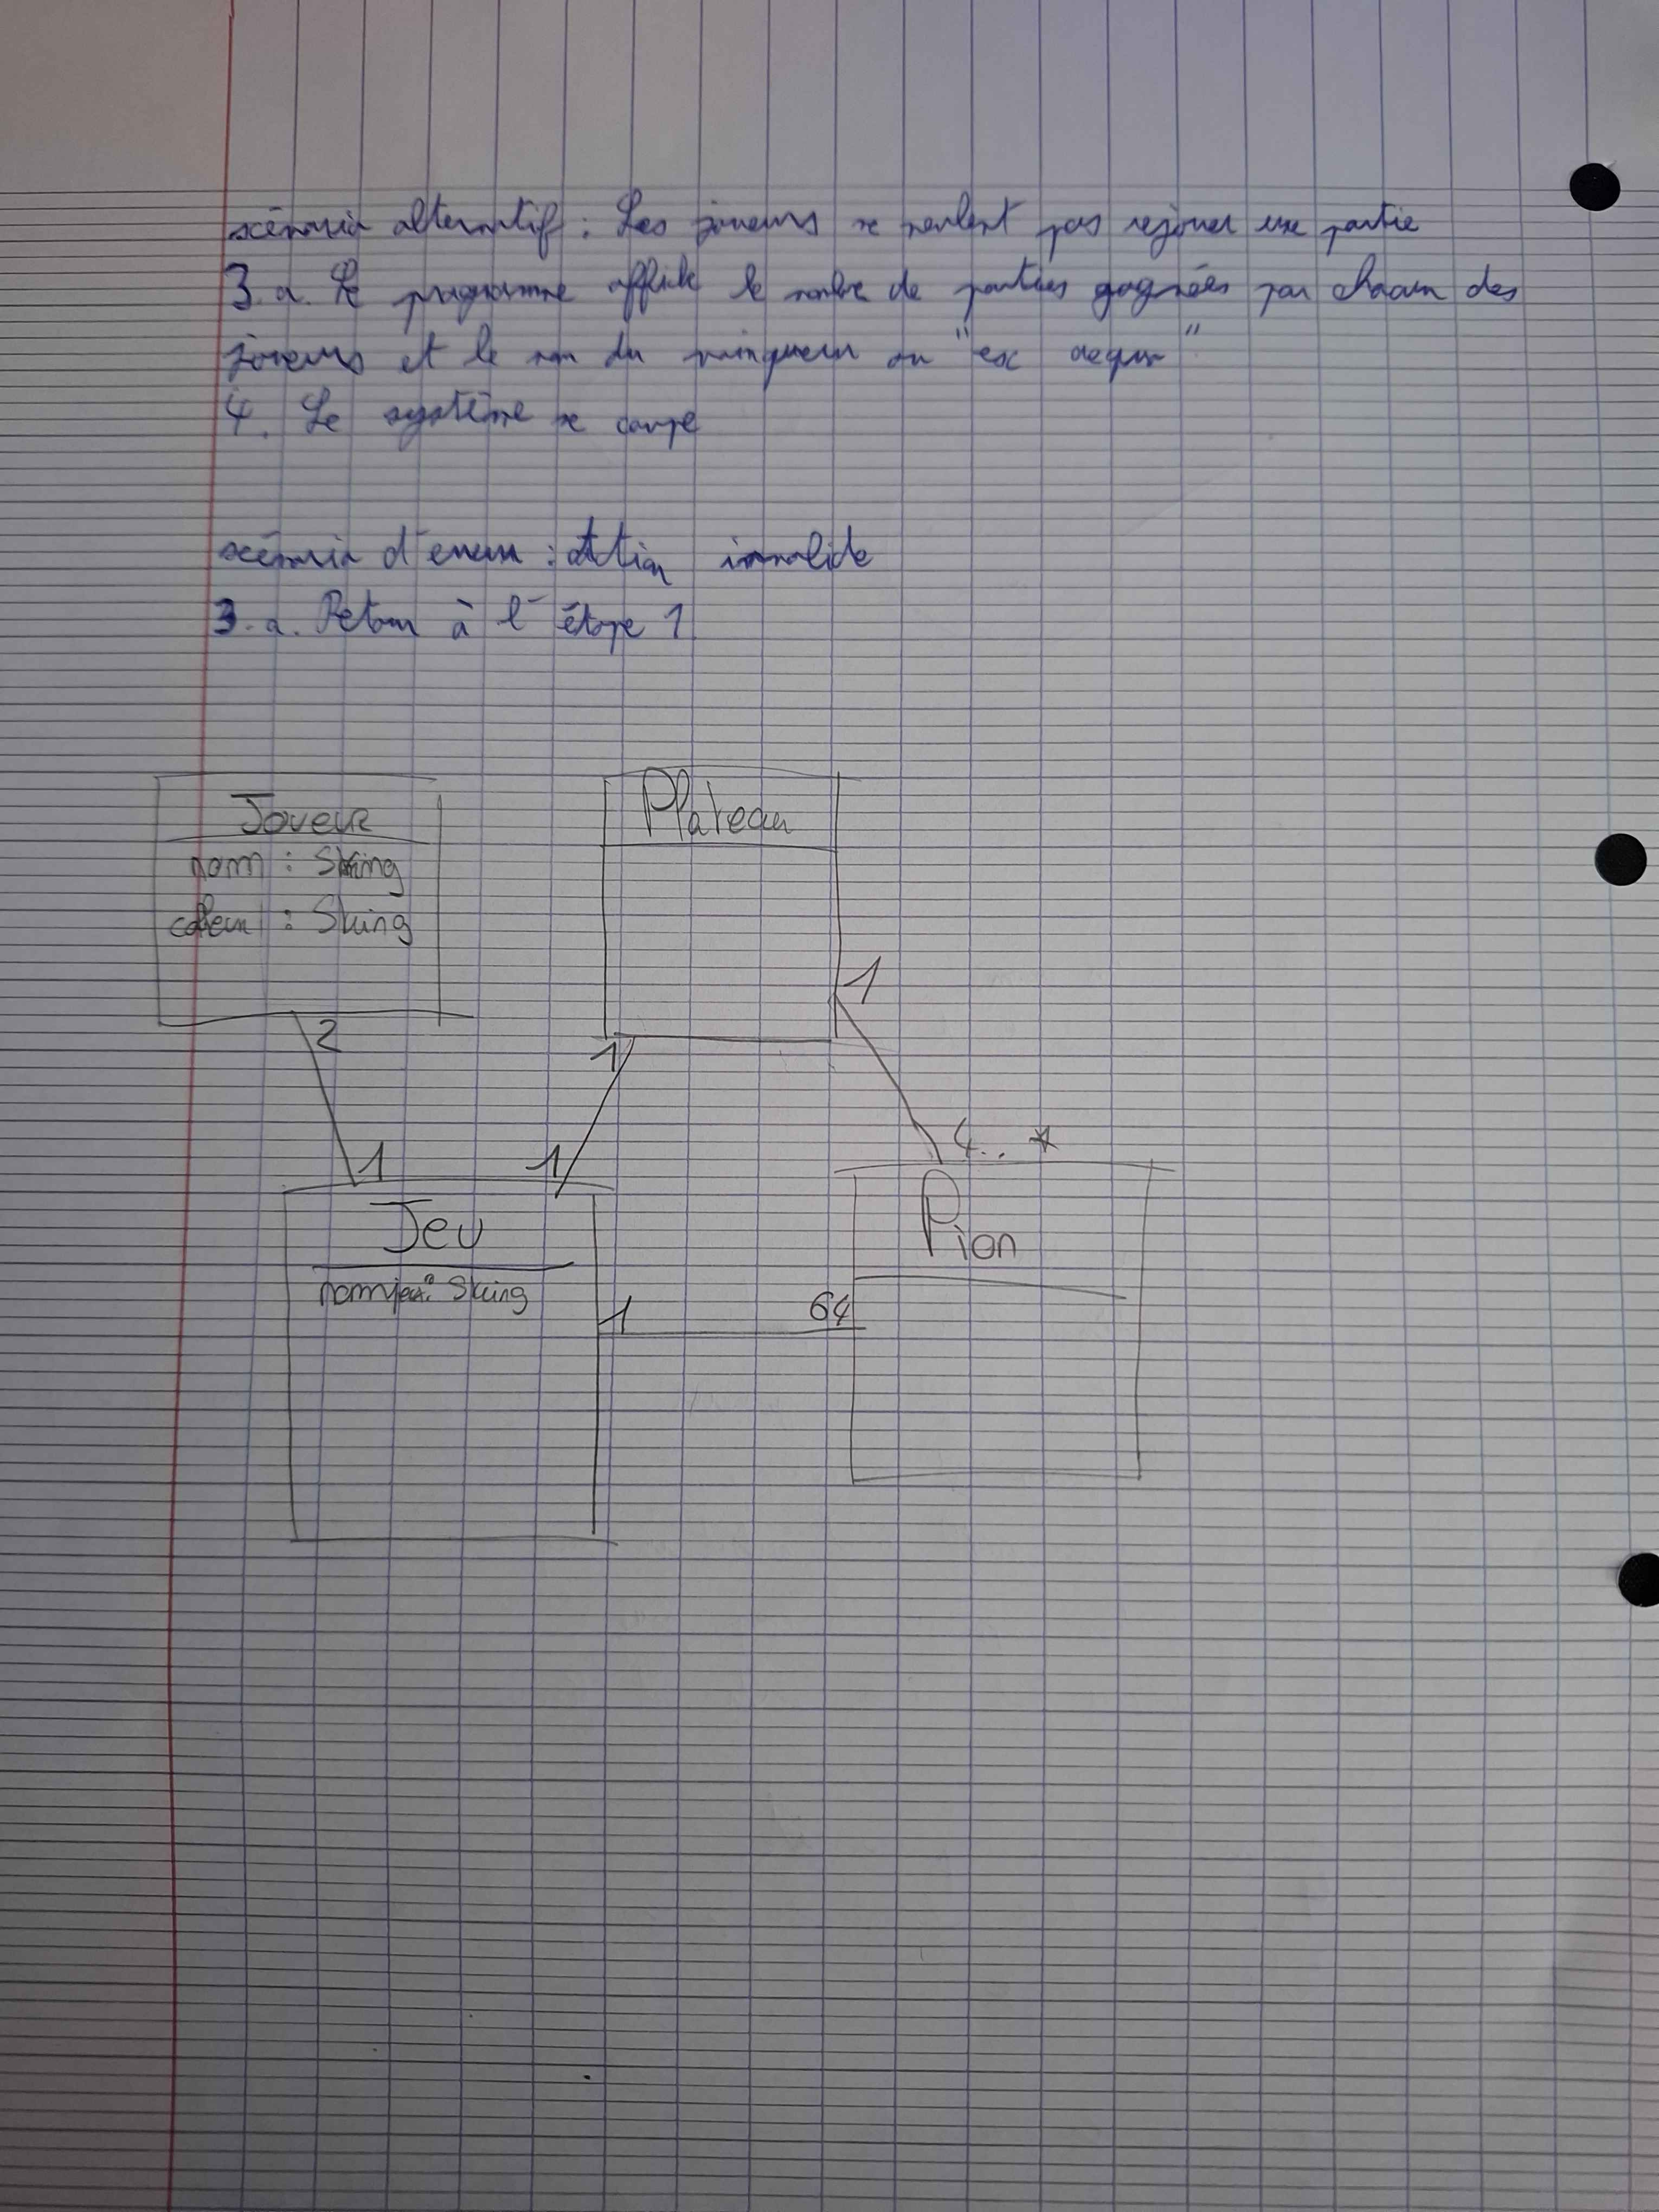 scénario alternatif : Les joueurs ne veulent pas rejouer une partie
3.a. Le programme affiche le nombre de parties gagnées par chacun des
joueurs et le nom du vainqueur ou "ex aequo"
4. Le système se coupe
scénario d'erreur : Action invalide
3.a. Retour à l'étape 1
Joueur
nom : String
couleur : String
Plateau
1
2
1
4..*
1
1
Jeu
nomjeu : String
Pion
1
64